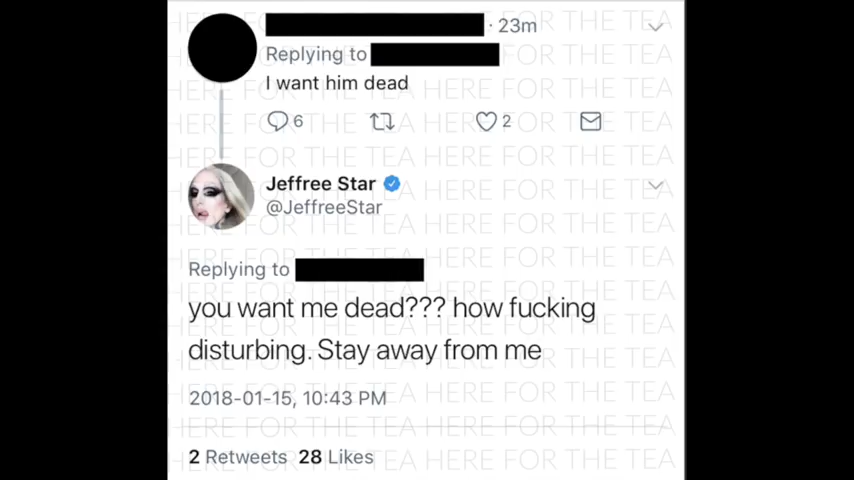 · 23m
Replying to
I want him dead
6 2
Jeffree Star
@JeffreeStar
Replying to
you want me dead??? how fucking
disturbing. Stay away from me
2018-01-15, 10:43 PM
2 Retweets 28 Likes
HERE FOR THE TEA